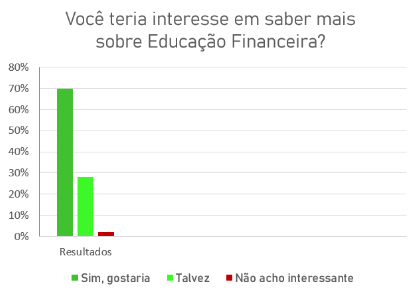 Você teria interesse em saber mais
sobre Educação Financeira?
80%
70%
60%
50%
40%
30%
20%
10%
0%
Resultados
Sim, gostaria Talvez Não acho interessante